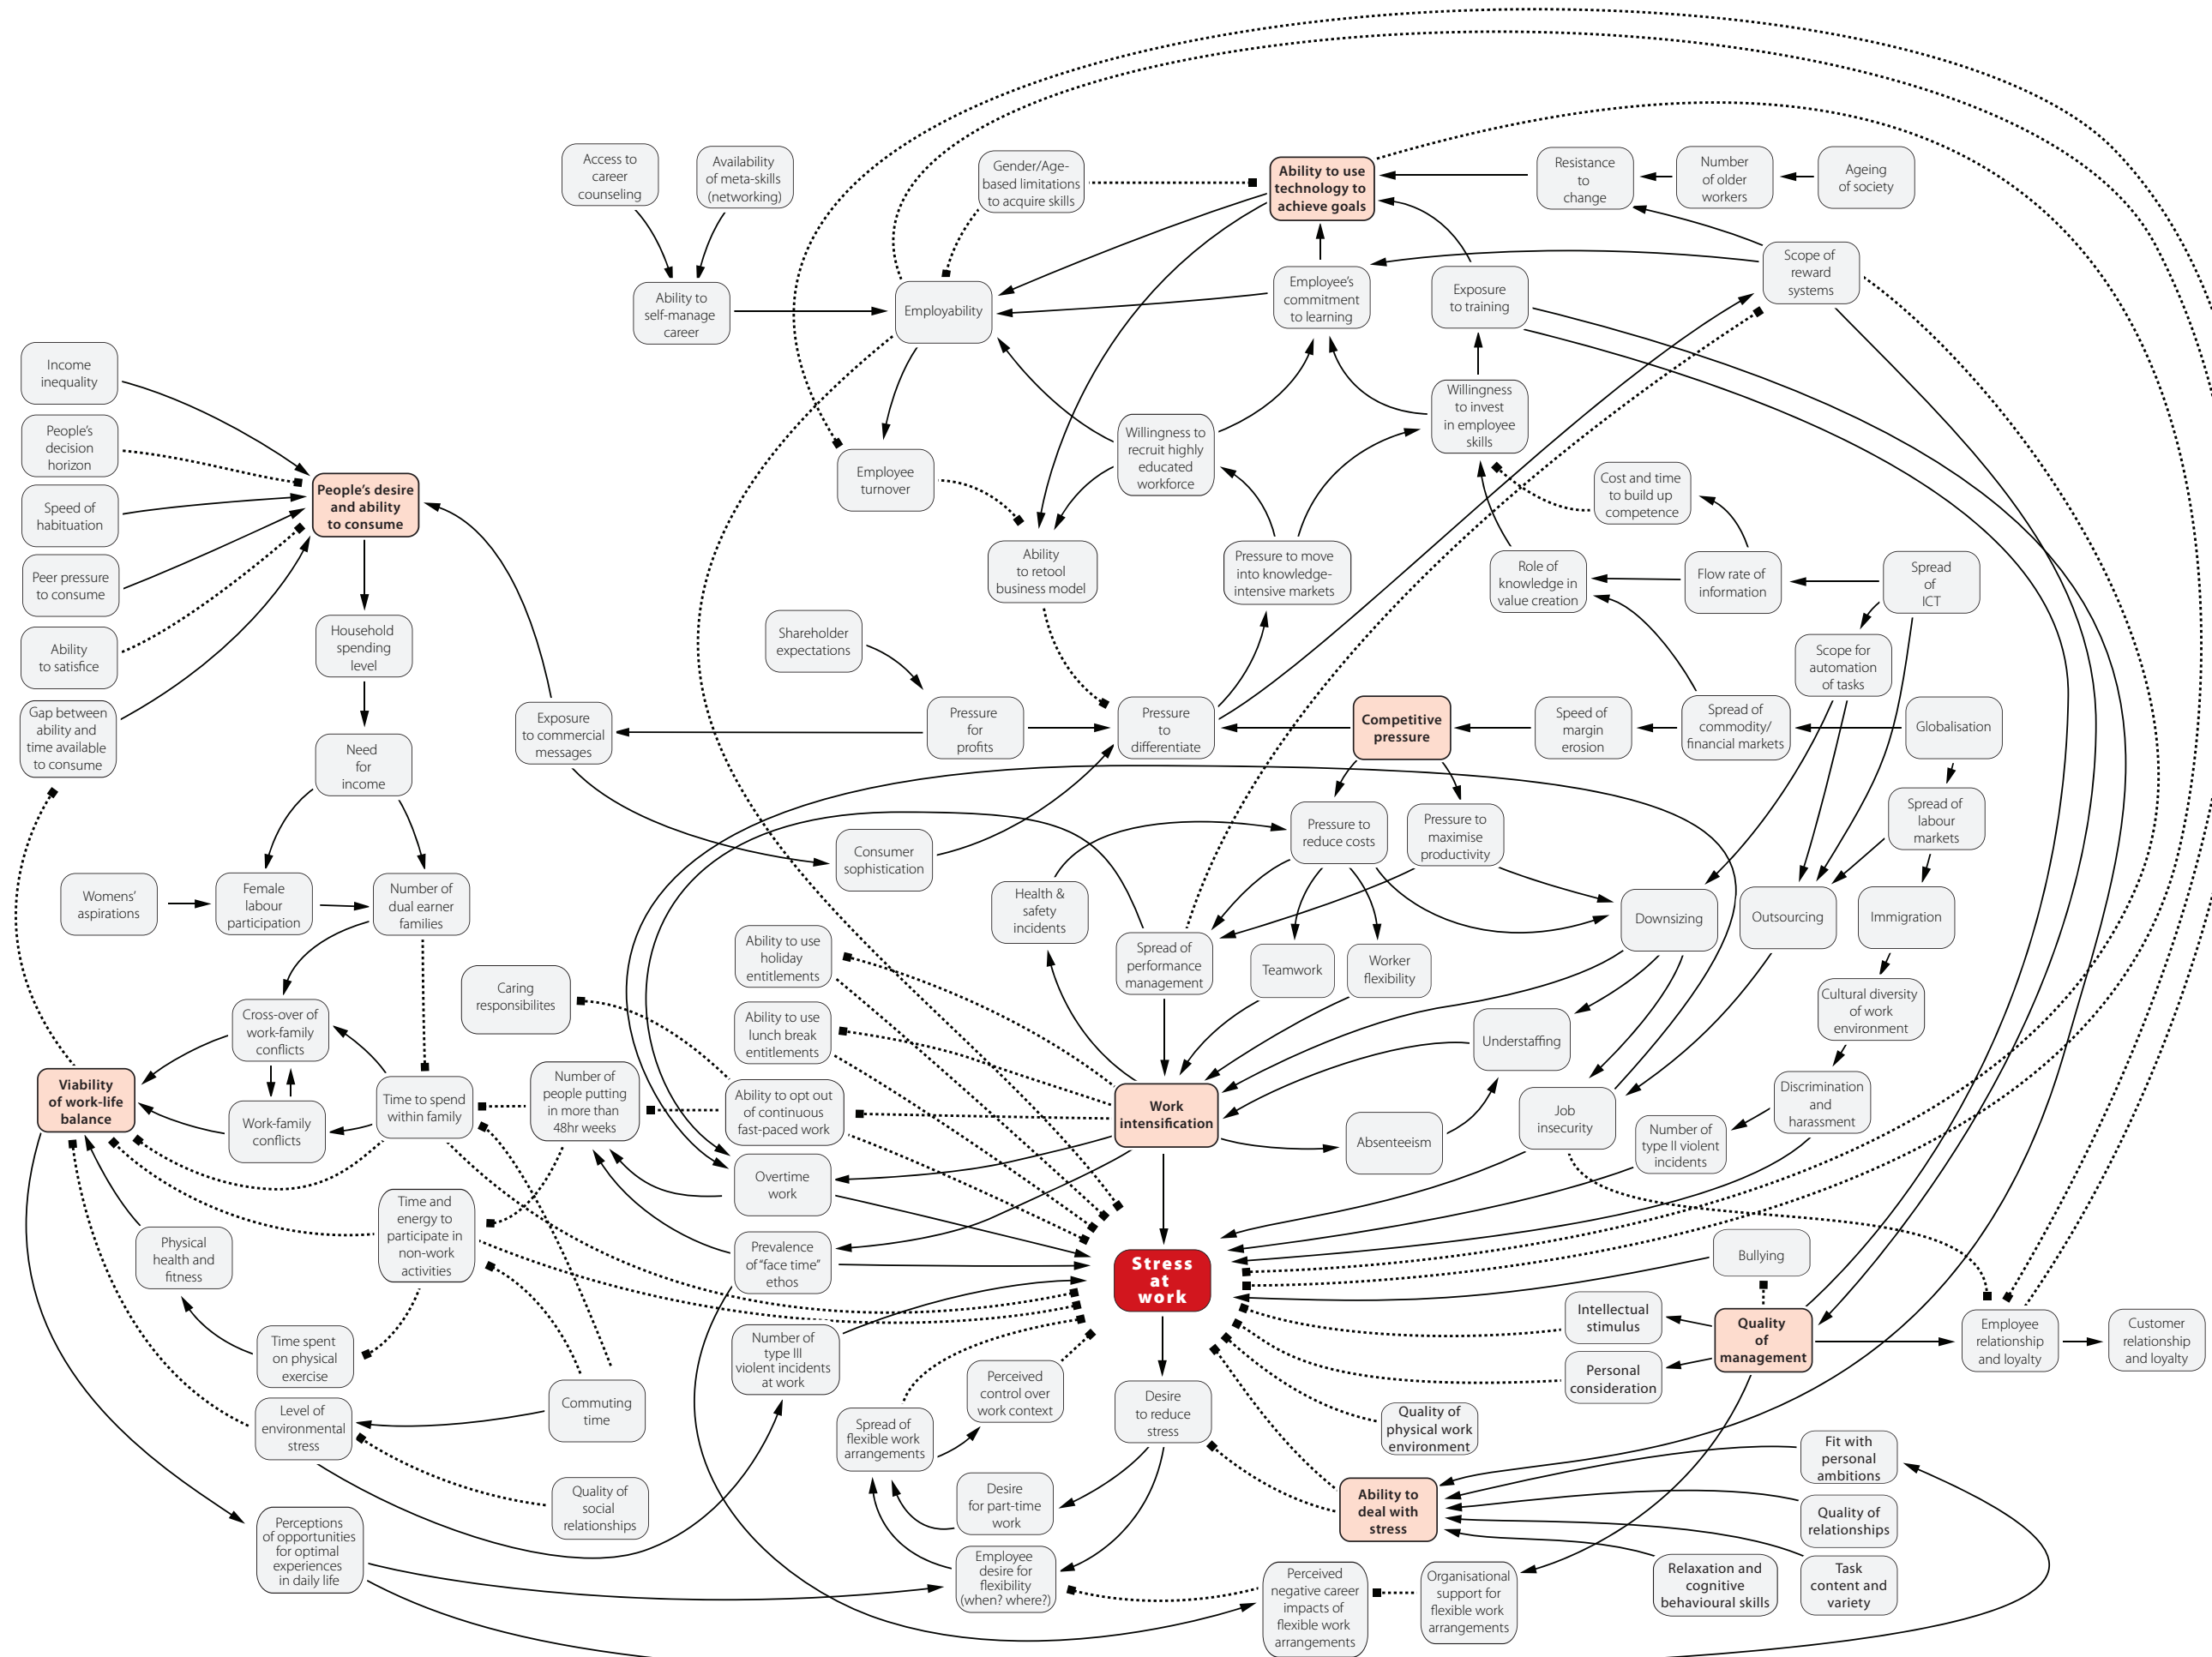 Access to
career
counseling
Availability
of meta-skills
(networking)
Gender/Age-
based limitations
to acquire skills
Ability to use
technology to
achieve goals
Resistance
to
change
Number
of older
workers
Ageing
of society
Ability to
self-manage
career
Employability
Employee's
commitment
to learning
Exposure
to training
Scope of
reward
systems
Income
inequality
People's
decision
horizon
Speed of
habituation
Peer pressure
to consume
Ability
to satisfice
Gap between
ability and
time available
to consume
People's desire
and ability
to consume
Household
spending
level
Need
for
income
Employee
turnover
Willingness to
recruit highly
educated
workforce
Willingness
to invest
in employee
skills
Cost and time
to build up
competence
Ability
to retool
business model
Pressure to move
into knowledge-
intensive markets
Role of
knowledge in
value creation
Flow rate of
information
Spread
of
ICT
Shareholder
expectations
Scope for
automation
of tasks
Exposure
to commercial
messages
Pressure
for
profits
Pressure
to
differentiate
Competitive
pressure
Speed of
margin
erosion
Spread of
commodity/
financial markets
Globalisation
Consumer
sophistication
Pressure to
reduce costs
Pressure to
maximise
productivity
Spread of
labour
markets
Womens'
aspirations
Female
labour
participation
Number of
dual earner
families
Health &
safety
incidents
Downsizing
Outsourcing
Immigration
Ability to use
holiday
entitlements
Spread of
performance
management
Teamwork
Worker
flexibility
Caring
responsibilites
Cultural diversity
of work
environment
Cross-over of
work-family
conflicts
Ability to use
lunch break
entitlements
Understaffing
Viability
of work-life
balance
Work-family
conflicts
Time to spend
within family
Number of
people putting
in more than
48hr weeks
Ability to opt out
of continuous
fast-paced work
Work
intensification
Absenteeism
Job
insecurity
Discrimination
and
harassment
Number of
type II violent
incidents
Overtime
work
Physical
health and
fitness
Time and
energy to
participate in
non-work
activities
Prevalence
of "face time"
ethos
Stress
at
work
Bullying
Intellectual
stimulus
Quality
of
management
Employee
relationship
and loyalty
Customer
relationship
and loyalty
Time spent
on physical
exercise
Number of
type III
violent incidents
at work
Personal
consideration
Perceived
control over
work context
Desire
to reduce
stress
Commuting
time
Level of
environmental
stress
Spread of
flexible work
arrangements
Quality of
physical work
environment
Fit with
personal
ambitions
Quality of
social
relationships
Desire
for part-time
work
Ability to
deal with
stress
Quality of
relationships
Perceptions
of opportunities
for optimal
experiences
in daily life
Employee
desire for
flexibility
(when? where?)
Perceived
negative career
impacts of
flexible work
arrangements
Organisational
support for
flexible work
arrangements
Relaxation and
cognitive
behavioural skills
Task
content and
variety